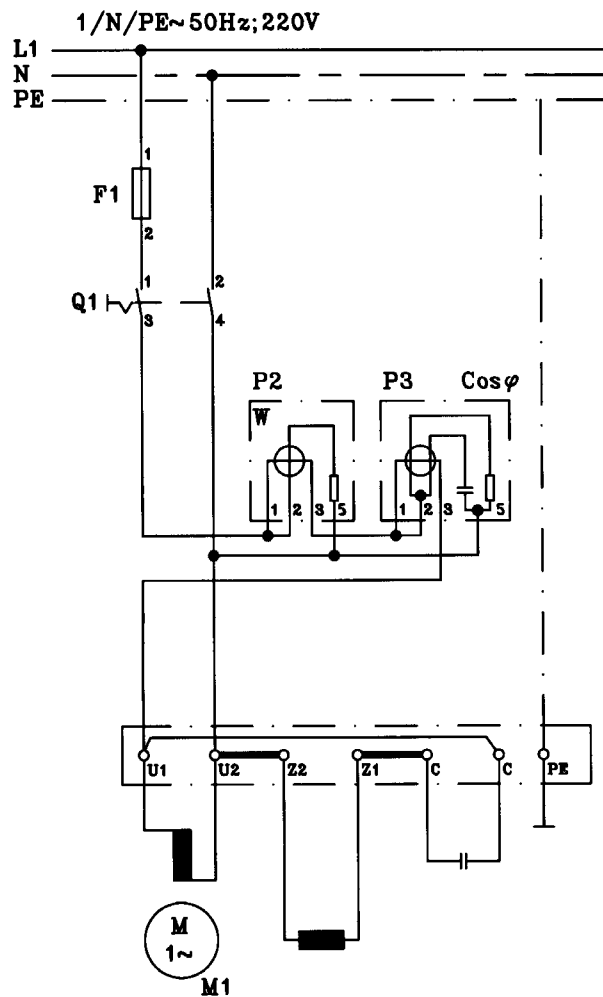 1/N/PE~50Hz;220V
L1
N
PE
1
F1
2
1 2
Q1
3 4
P2 P3 Cosφ
W
1 2 3 5 1 2 3 5
U1 U2 Z2 Z1 C C PE
M
1~
M1